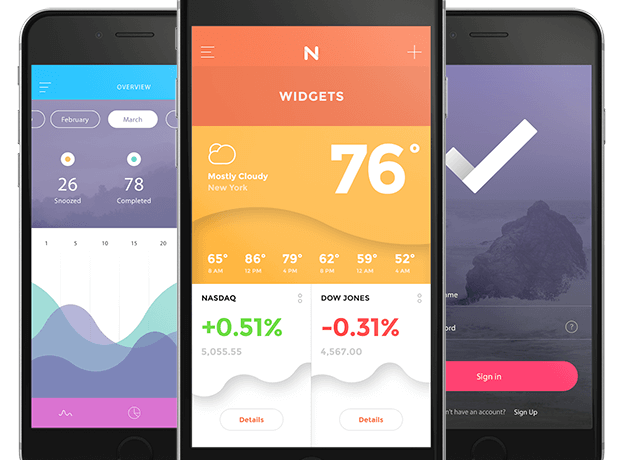 OVERVIEW
February
March
26
78
Snoozed
Completed
1 5 10 15 20
N
WIDGETS
Mostly Cloudy
New York
76°
65° 86° 79° 62° 59° 52°
8 AM 12 PM 4 PM 8 PM 12 AM 4 AM
NASDAQ
+0.51%
5,055.55
Details
DOW JONES
-0.31%
4,567.00
Details
?
Sign in
have an account? Sign Up